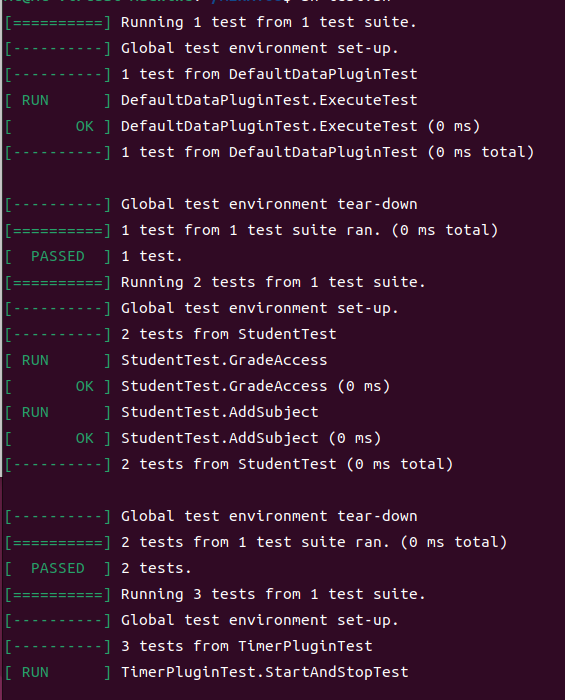 [==========] Running 1 test from 1 test suite.
[----------] Global test environment set-up.
[----------] 1 test from DefaultDataPluginTest
[ RUN      ] DefaultDataPluginTest.ExecuteTest
[       OK ] DefaultDataPluginTest.ExecuteTest (0 ms)
[----------] 1 test from DefaultDataPluginTest (0 ms total)

[----------] Global test environment tear-down
[==========] 1 test from 1 test suite ran. (0 ms total)
[  PASSED  ] 1 test.
[==========] Running 2 tests from 1 test suite.
[----------] Global test environment set-up.
[----------] 2 tests from StudentTest
[ RUN      ] StudentTest.GradeAccess
[       OK ] StudentTest.GradeAccess (0 ms)
[ RUN      ] StudentTest.AddSubject
[       OK ] StudentTest.AddSubject (0 ms)
[----------] 2 tests from StudentTest (0 ms total)

[----------] Global test environment tear-down
[==========] 2 tests from 1 test suite ran. (0 ms total)
[  PASSED  ] 2 tests.
[==========] Running 3 tests from 1 test suite.
[----------] Global test environment set-up.
[----------] 3 tests from TimerPluginTest
[ RUN      ] TimerPluginTest.StartAndStopTest